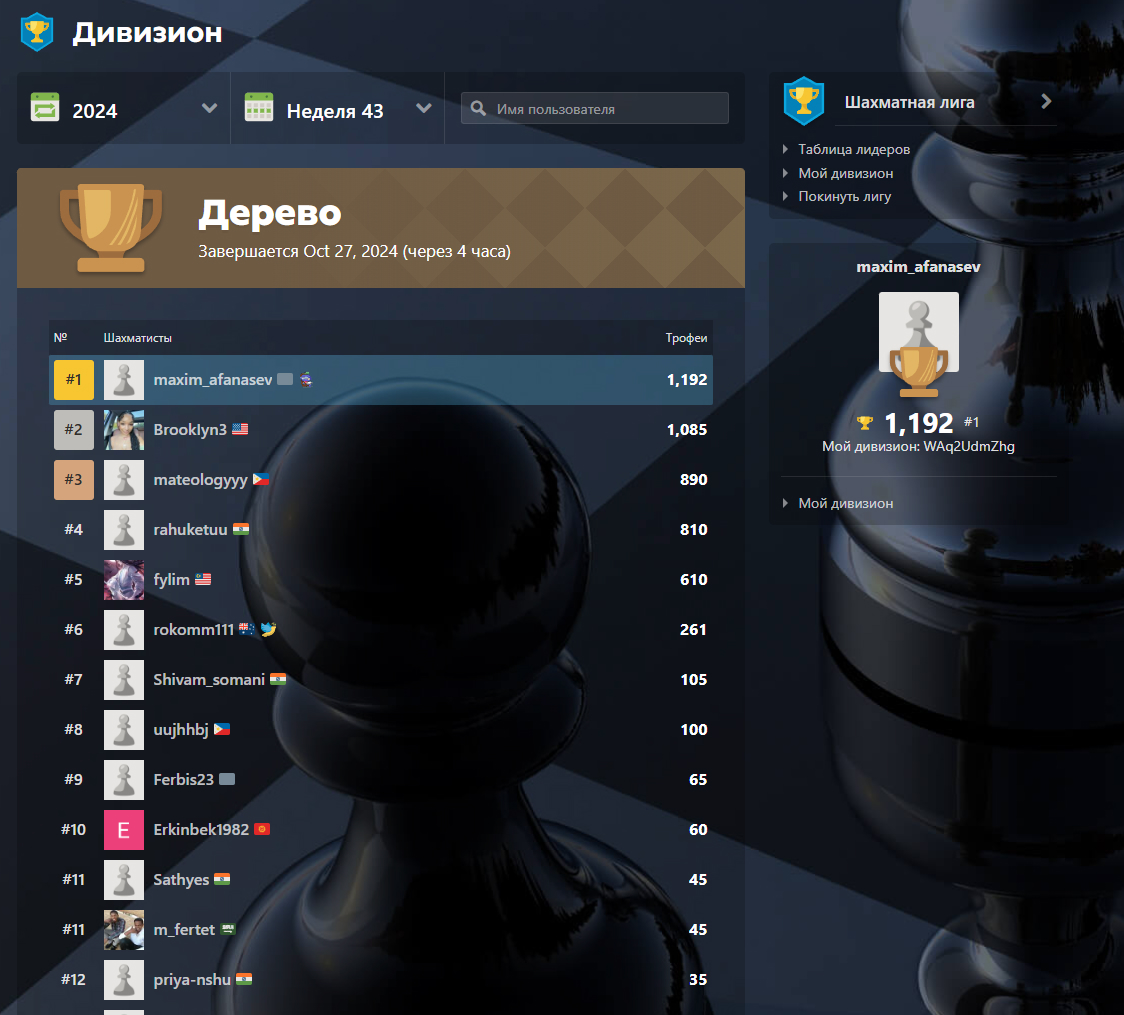 Дивизион
2024
Неделя 43
Имя пользователя
Дерево
Завершается Oct 27, 2024 (через 4 часа)
№ Шахматисты Трофеи
#1 maxim_afanasev 1,192
#2 Brooklyn3 1,085
#3 mateologyyy 890
#4 rahuketuu 810
#5 fylim 610
#6 rokomm111 261
#7 Shivam_somani 105
#8 uujhhbj 100
#9 Ferbis23 65
#10 E Erkinbek1982 60
#11 Sathyes 45
#11 m_fertet 45
#12 priya-nshu 35
Шахматная лига
Таблица лидеров
Мой дивизион
Покинуть лигу
maxim_afanasev
1,192 #1
Мой дивизион: WAq2UdmZhg
Мой дивизион